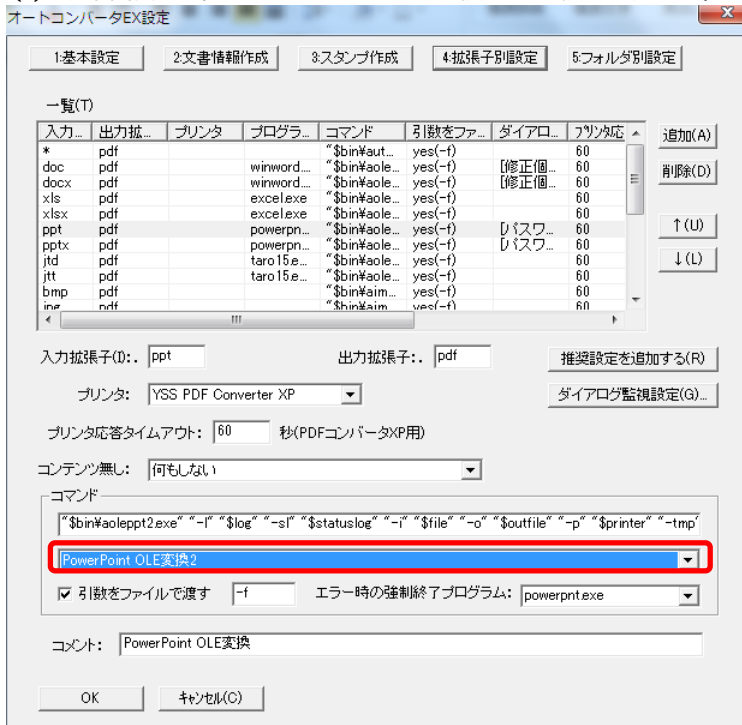 オートコンバータEX設定
1:基本設定 2:文書情報作成 3:スタンプ作成 4:拡張子別設定 5:フォルダ別設定
一覧(T)
入力... 出力拡... プリンタ プログラ... コマンド 引数をファ... ダイアロ... プリンタ応
* pdf "$bin¥aut... yes(-f) 60
doc pdf winword.... "$bin¥aole... yes(-f) [修正個... 60
docx pdf winword.... "$bin¥aole... yes(-f) [修正個... 60
xls pdf excel.exe "$bin¥aole... yes(-f) 60
xlsx pdf excel.exe "$bin¥aole... yes(-f) 60
ppt pdf powerpn... "$bin¥aole... yes(-f) [パスワ... 60
pptx pdf powerpn... "$bin¥aole... yes(-f) [パスワ... 60
jtd pdf taro15.e... "$bin¥aole... yes(-f) 60
jtt pdf taro15.e... "$bin¥aole... yes(-f) 60
bmp pdf "$bin¥aim... yes(-f) 60
pdf "$bin¥aim yes(-f) 60
追加(A)
削除(D)
↑(U)
↓(L)
入力拡張子(I):. ppt 出力拡張子:. pdf 推奨設定を追加する(R)
プリンタ: YSS PDF Converter XP ダイアログ監視設定(G)...
プリンタ応答タイムアウト: 60 秒(PDFコンバータXP用)
コンテンツ無し: 何もしない
コマンド
"$bin¥aoleppt2.exe" "-l" "$log" "-sl" "$statuslog" "-i" "$file" "-o" "$outfile" "-p" "$printer" "-tmp"
PowerPoint OLE変換2
引数をファイルで渡す -f エラー時の強制終了プログラム: powerpnt.exe
コメント: PowerPoint OLE変換
OK キャンセル(C)